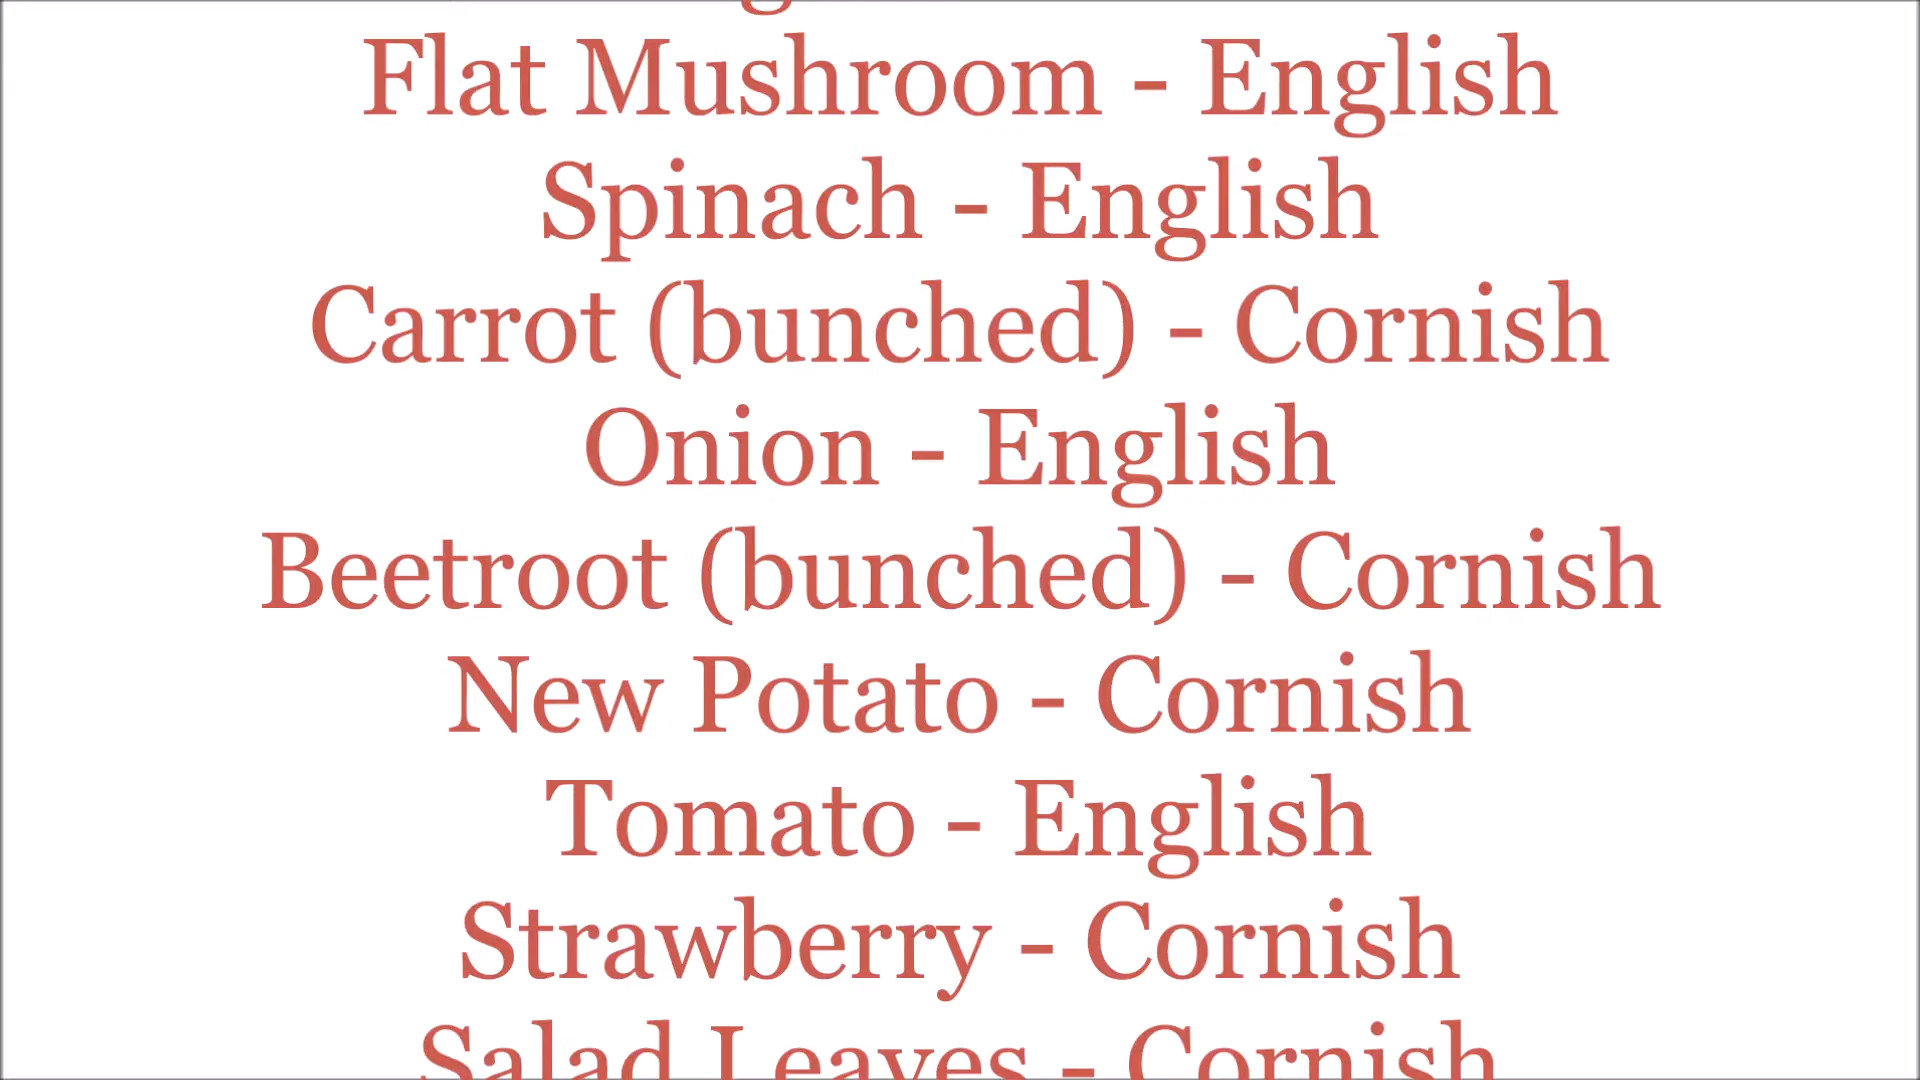 Flat Mushroom - English
Spinach - English
Carrot (bunched) - Cornish
Onion - English
Beetroot (bunched) - Cornish
New Potato - Cornish
Tomato - English
Strawberry - Cornish
Salad Leaves - Cornish